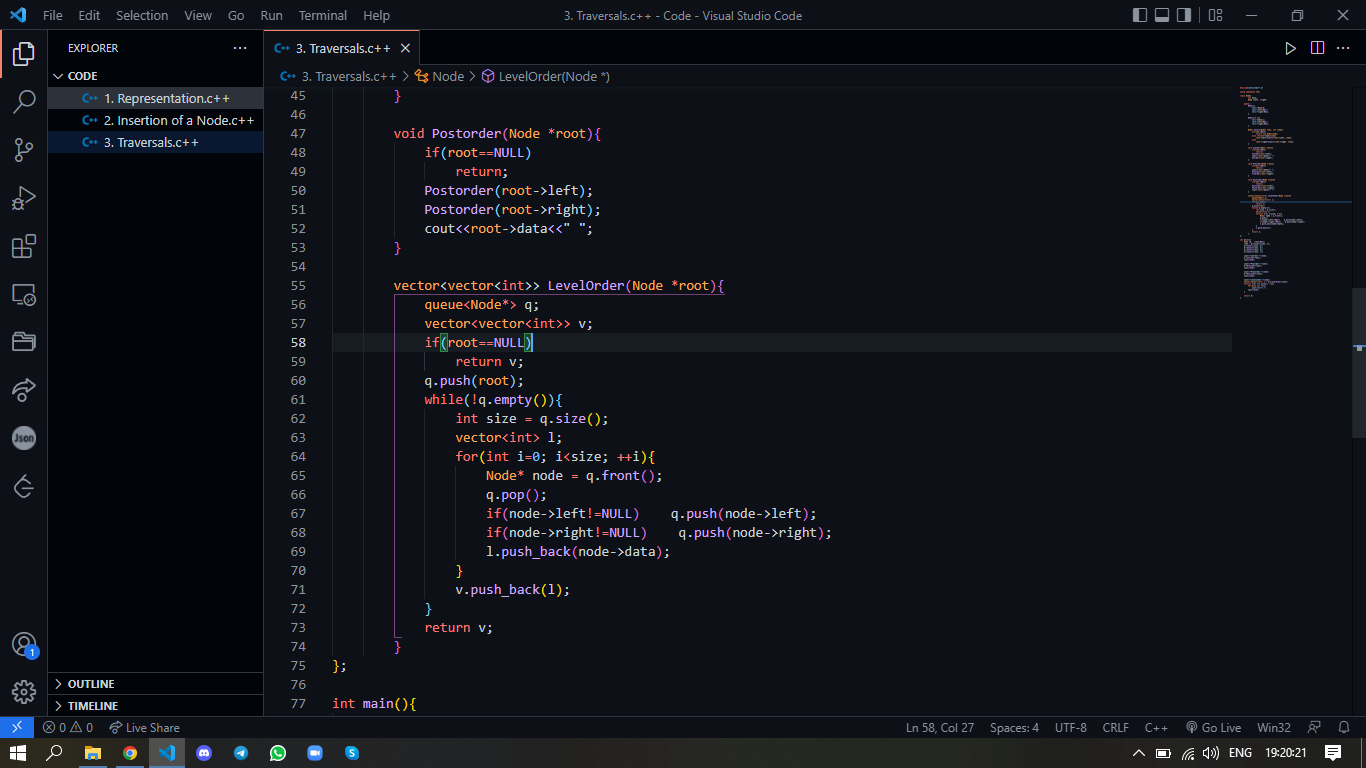 File Edit Selection View Go Run Terminal Help 3. Traversals.c++ - Code - Visual Studio Code
EXPLORER
3. Traversals.c++
CODE
3. Traversals.c++ > Node > LevelOrder(Node *)
1. Representation.c++
2. Insertion of a Node.c++
3. Traversals.c++
45 }
46
47 void Postorder(Node *root){
48 if(root==NULL)
49 return;
50 Postorder(root->left);
51 Postorder(root->right);
52 cout<<root->data<<" ";
53 }
54
55 vector<vector<int>> LevelOrder(Node *root){
56 queue<Node*> q;
57 vector<vector<int>> v;
58 if(root==NULL)
59 return v;
60 q.push(root);
61 while(!q.empty()){
62 int size = q.size();
63 vector<int> l;
64 for(int i=0; i<size; ++i){
65 Node* node = q.front();
66 q.pop();
67 if(node->left!=NULL) q.push(node->left);
68 if(node->right!=NULL) q.push(node->right);
69 l.push_back(node->data);
70 }
71 v.push_back(l);
72 }
73 return v;
74 }
75 };
76
77 int main(){
Json
1
OUTLINE
TIMELINE
0 0 Live Share Ln 58, Col 27 Spaces: 4 UTF-8 CRLF C++ Go Live Win32
ENG 19:20:21